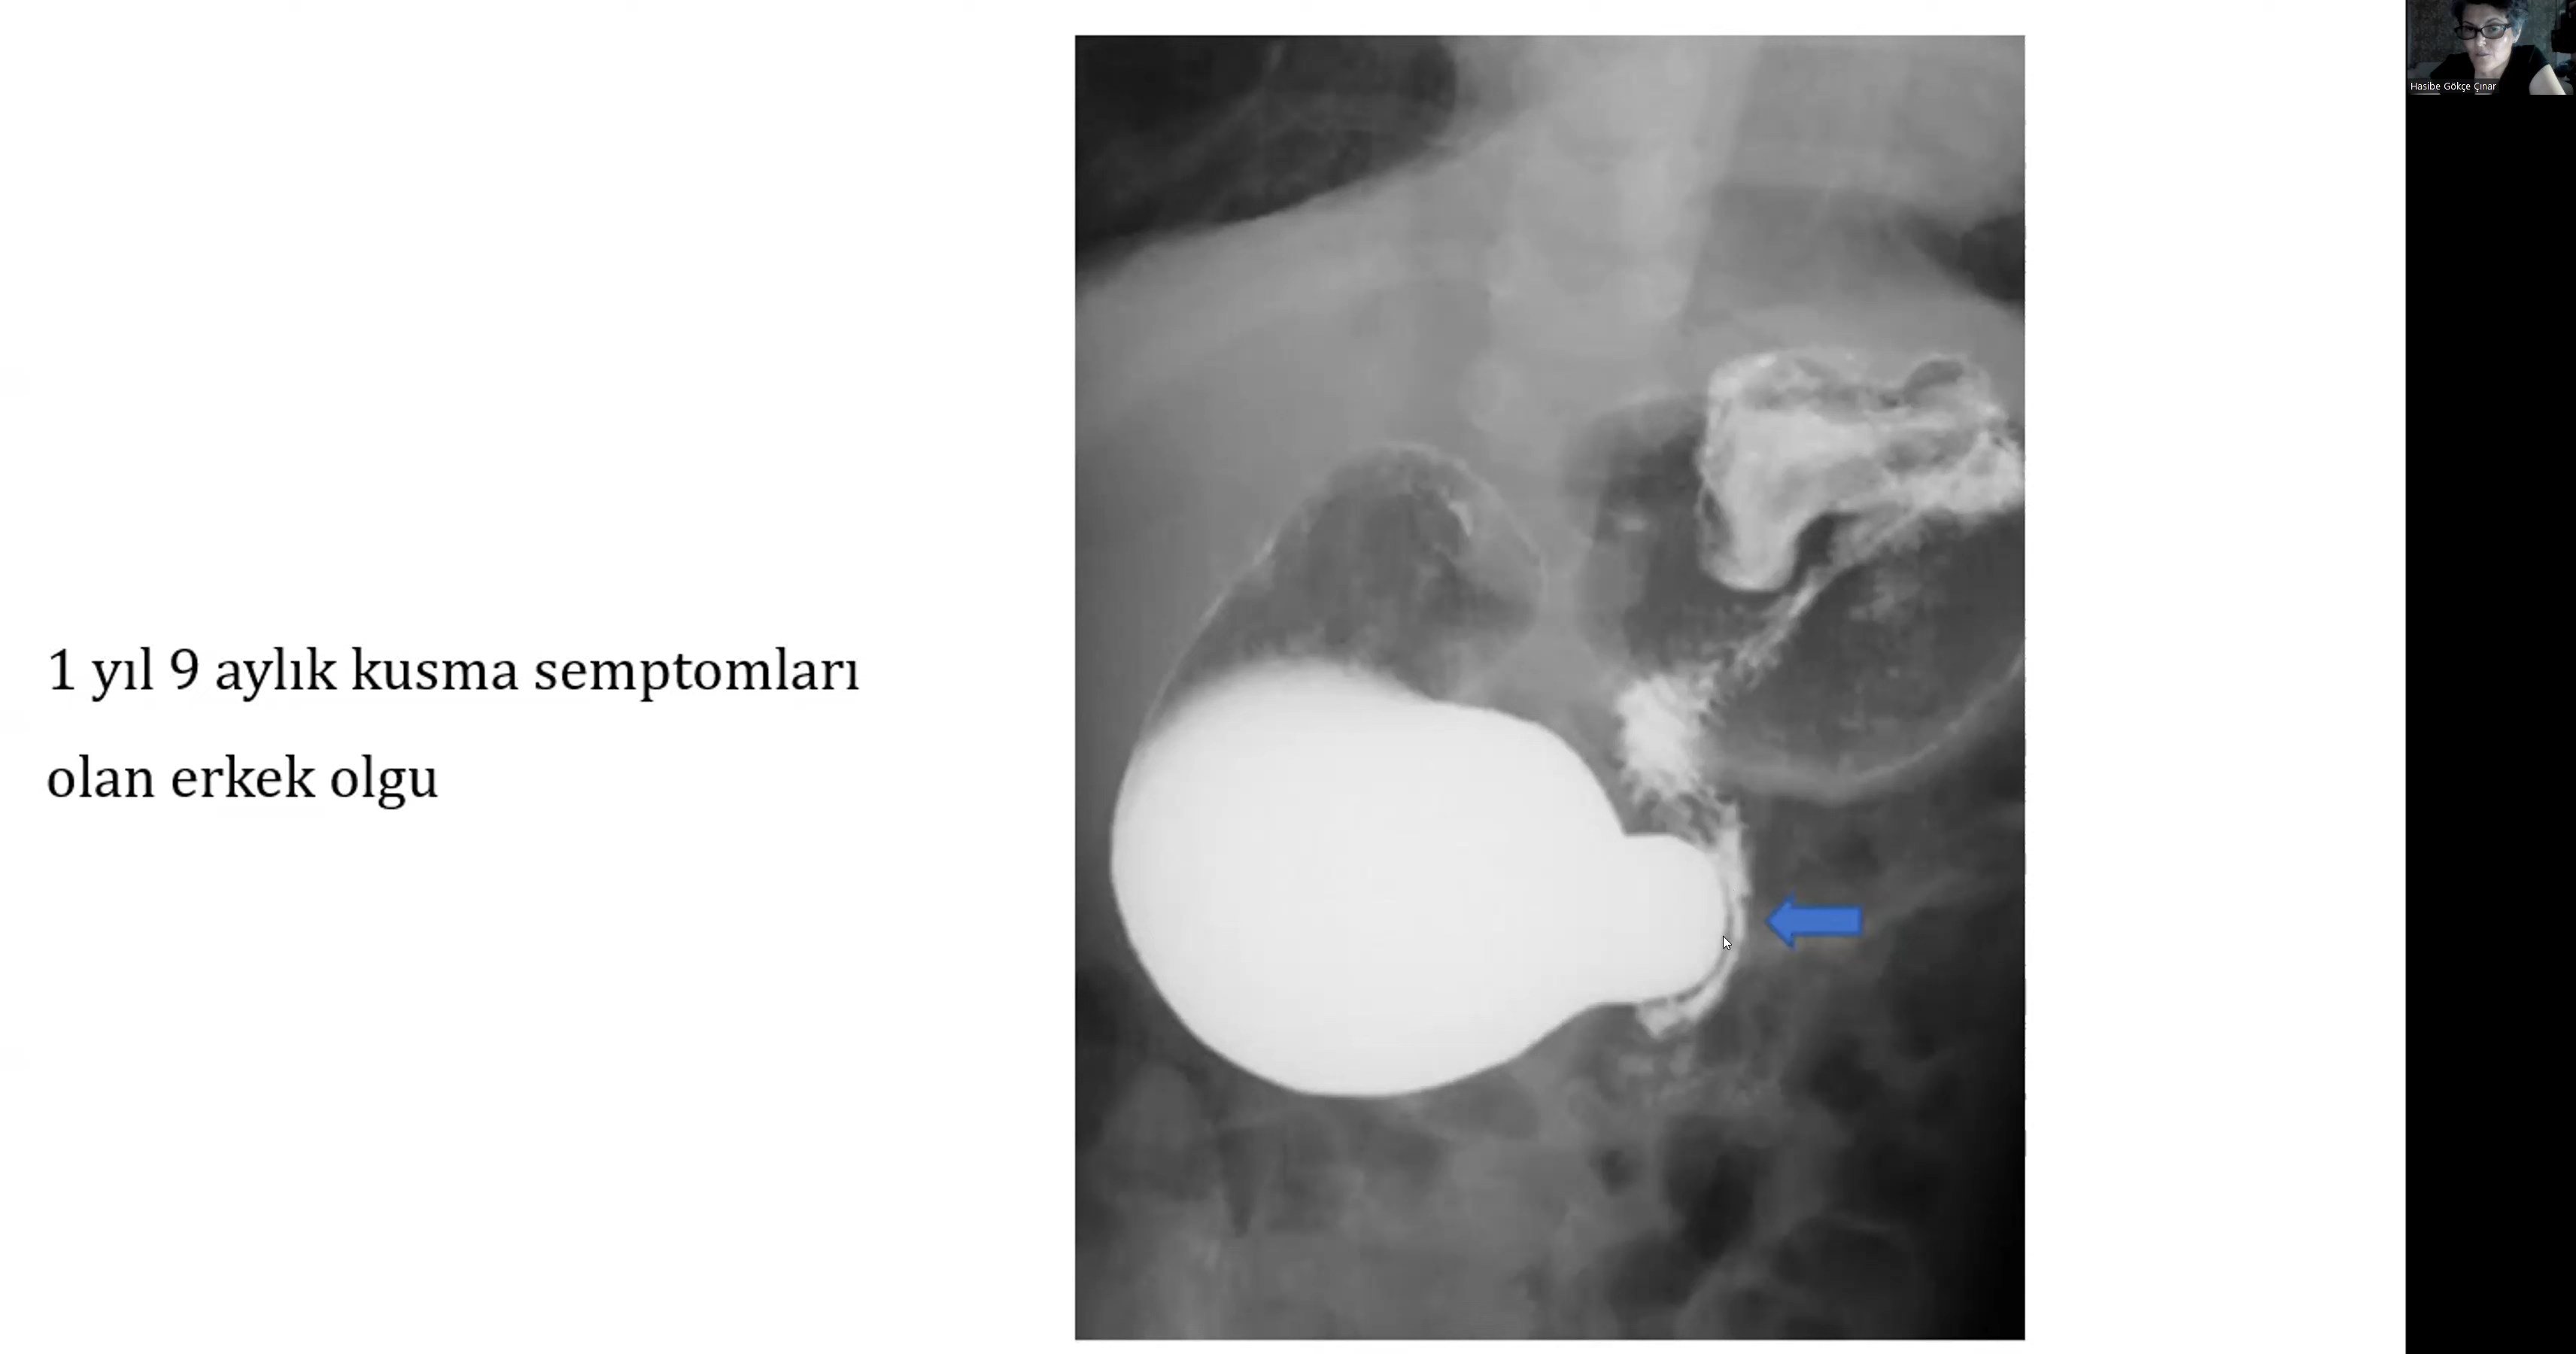 Hasibe Gökçe Çınar
1 yıl 9 aylık kusma semptomları
olan erkek olgu